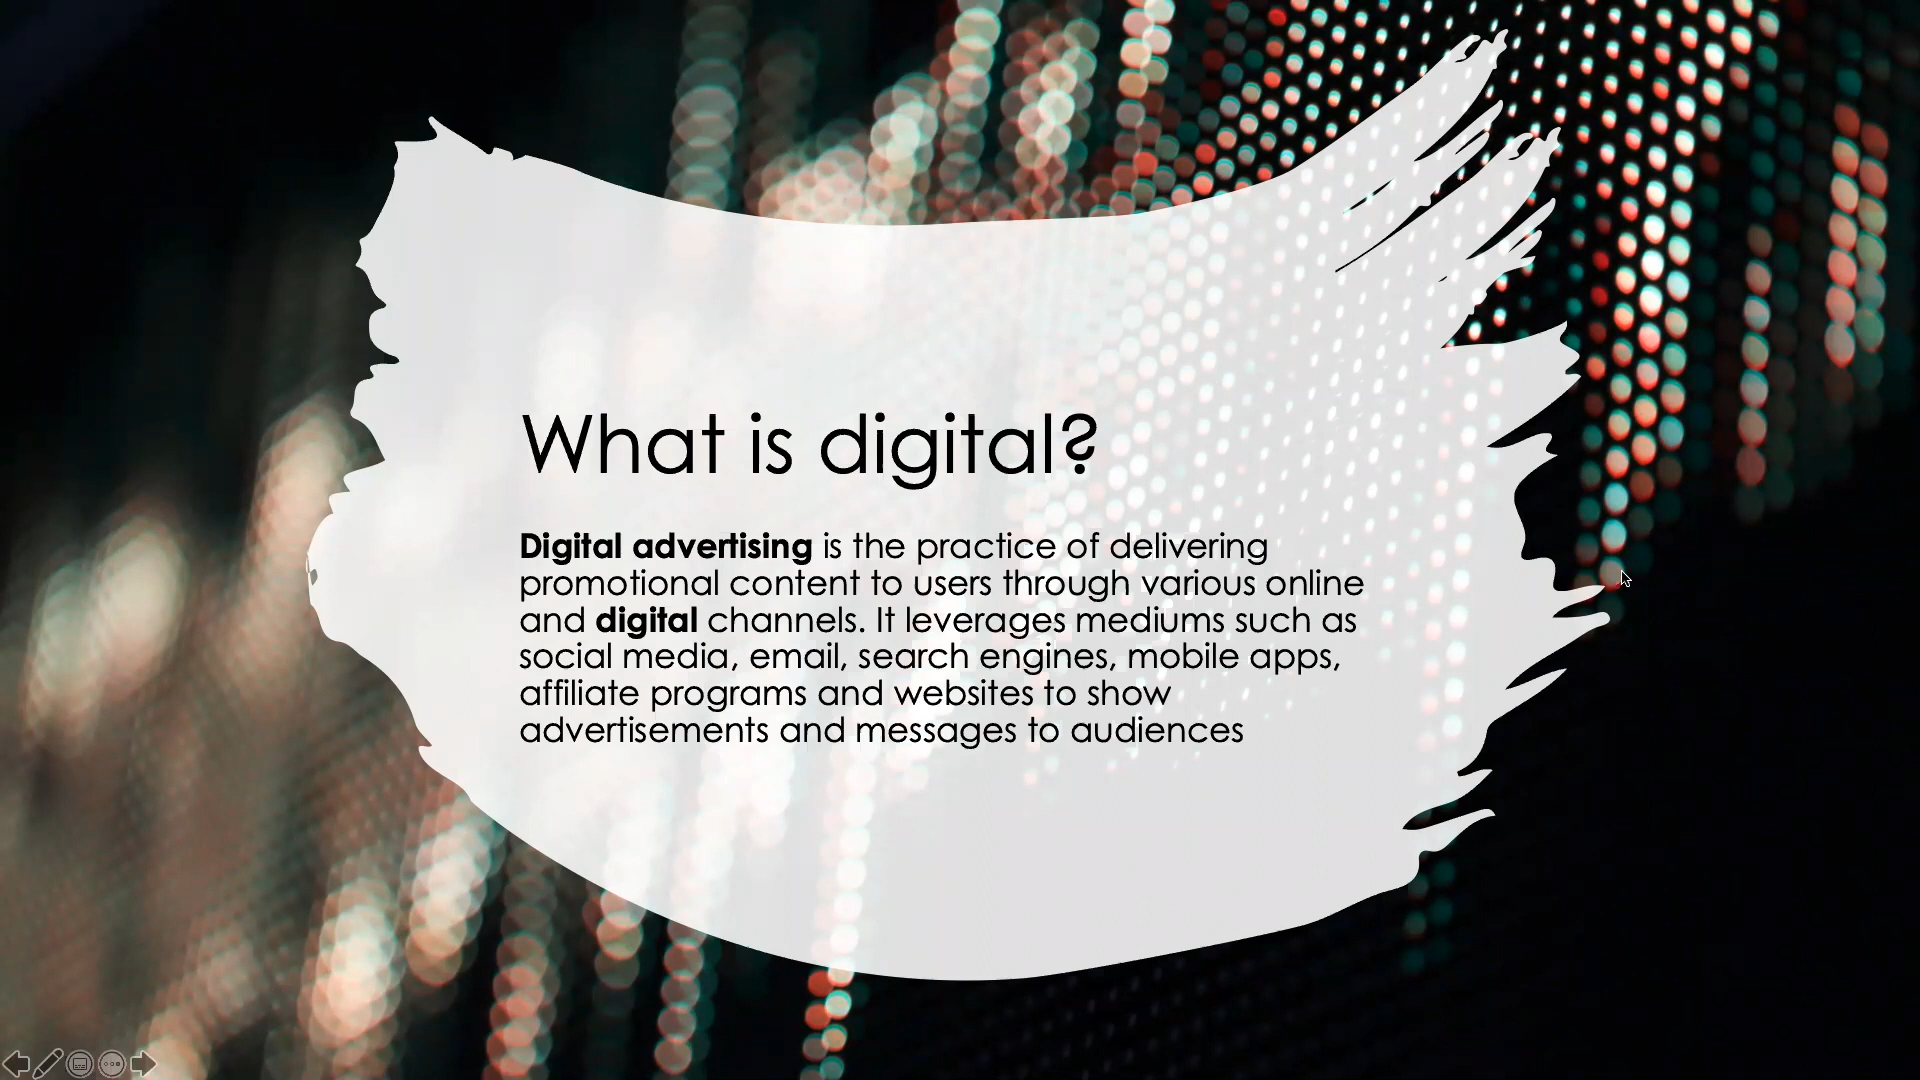 What is digital?
Digital advertising is the practice of delivering
promotional content to users through various online
and digital channels. It leverages mediums such as
social media, email, search engines, mobile apps,
affiliate programs and websites to show
advertisements and messages to audiences